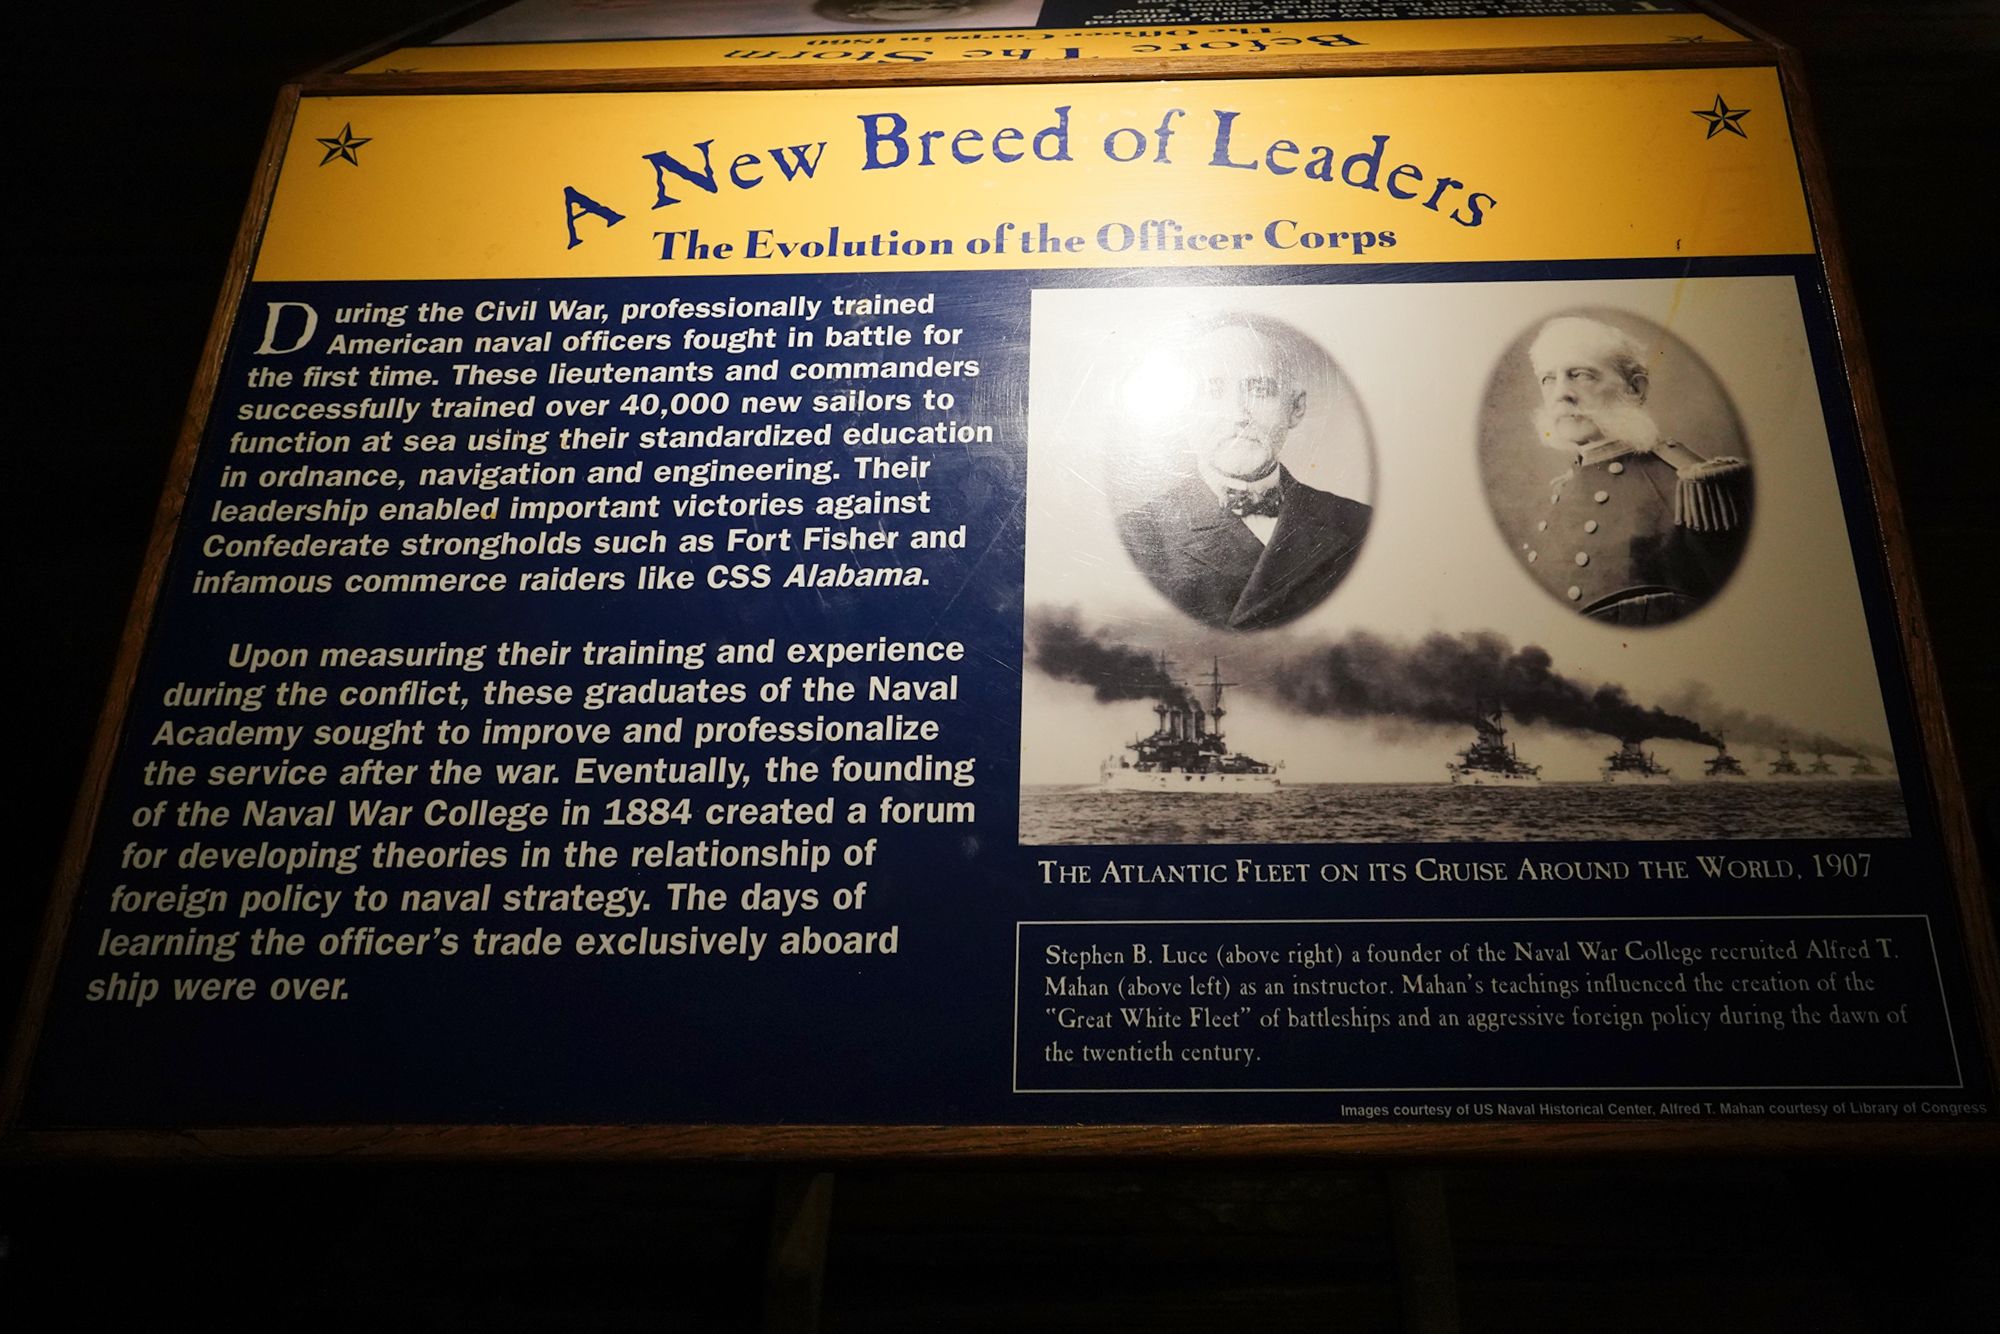 Before The Storm
The Officer Corps in 1860
A New Breed of Leaders
The Evolution of the Officer Corps
During the Civil War, professionally trained
American naval officers fought in battle for
the first time. These lieutenants and commanders
successfully trained over 40,000 new sailors to
function at sea using their standardized education
in ordnance, navigation and engineering. Their
leadership enabled important victories against
Confederate strongholds such as Fort Fisher and
infamous commerce raiders like CSS Alabama.
Upon measuring their training and experience
during the conflict, these graduates of the Naval
Academy sought to improve and professionalize
the service after the war. Eventually, the founding
of the Naval War College in 1884 created a forum
for developing theories in the relationship of
foreign policy to naval strategy. The days of
learning the officer's trade exclusively aboard
ship were over.
The Atlantic Fleet on its Cruise Around the World, 1907
Stephen B. Luce (above right) a founder of the Naval War College recruited Alfred T.
Mahan (above left) as an instructor. Mahan's teachings influenced the creation of the
"Great White Fleet" of battleships and an aggressive foreign policy during the dawn of
the twentieth century.
Images courtesy of US Naval Historical Center, Alfred T. Mahan courtesy of Library of Congress